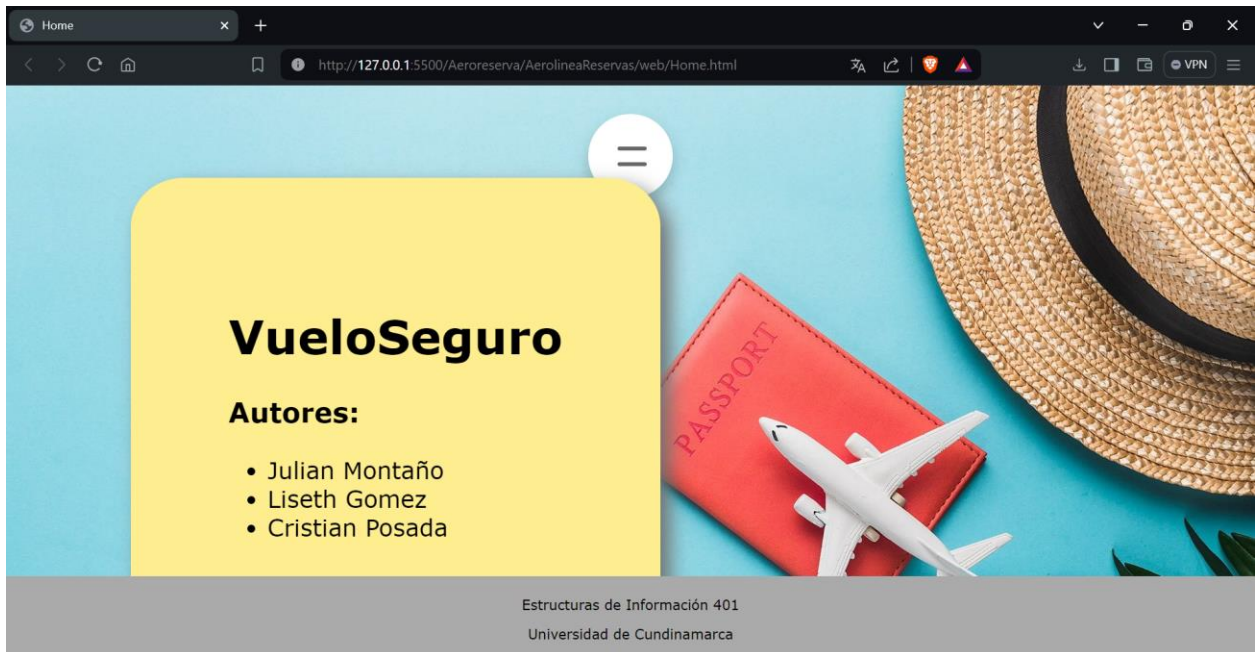 Home
http://127.0.0.1:5500/Aeroreserva/AerolineaReservas/web/Home.html
VPN
VueloSeguro
PASSPORT
Autores:
• Julian Montaño
• Liseth Gomez
• Cristian Posada
Estructuras de Información 401
Universidad de Cundinamarca